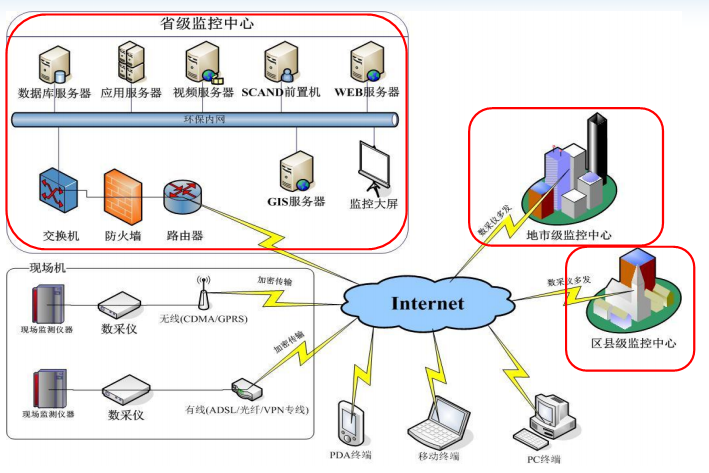 省级监控中心
数据库服务器
应用服务器
视频服务器
SCAND前置机
WEB服务器
环保内网
交换机
防火墙
路由器
GIS服务器
监控大屏
数采仪多发
地市级监控中心
现场机
现场监测仪器
数采仪
无线(CDMA/GPRS)
加密传输
Internet
数采仪多发
区县级监控中心
现场监测仪器
数采仪
有线(ADSL/光纤/VPN专线)
加密传输
PDA终端
移动终端
PC终端